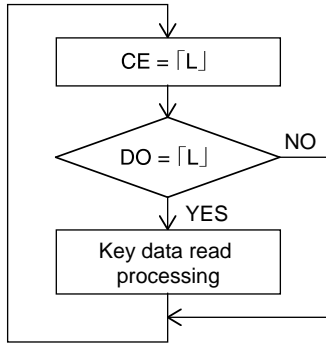 CE = ｢L｣
DO = ｢L｣
NO
YES
Key data read
processing